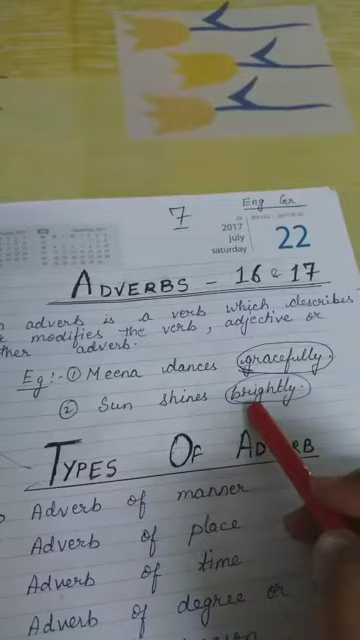 Eng Gr
7
2017
july
saturday
22
ADVERBS - 16 & 17
adverb is a verb which describes
modifies the verb, adjective or
adverb.
Eg:- ① Meena dances gracefully.
② Sun shines brightly.
TYPES OF ADVERB
Adverb of manner
Adverb of place
Adverb of time
Adverb of degree or